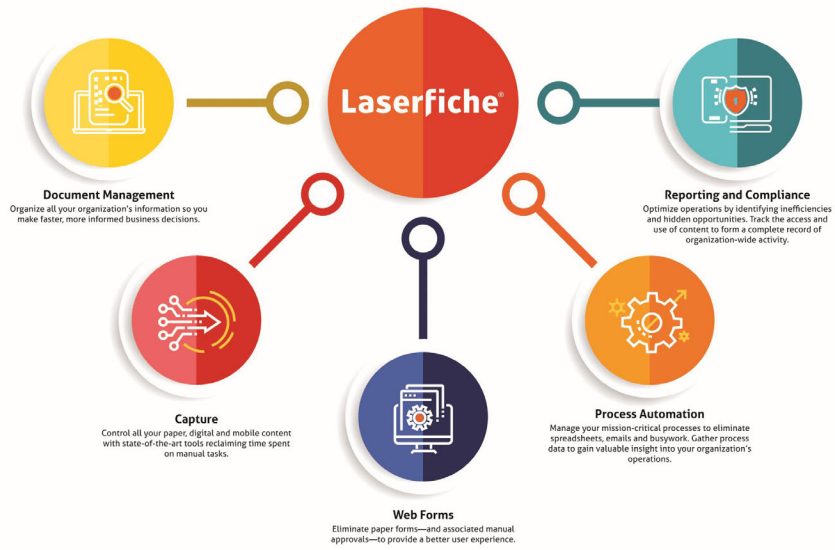 Laserfiche®
Document Management
Organize all your organization's information so you
make faster, more informed business decisions.
Reporting and Compliance
Optimize operations by identifying inefficiencies
and hidden opportunities. Track the access and
use of content to form a complete record of
organization-wide activity.
Capture
Control all your paper, digital and mobile content
with state-of-the-art tools reclaiming time spent
on manual tasks.
Process Automation
Manage your mission-critical processes to eliminate
spreadsheets, emails and busywork. Gather process
data to gain valuable insight into your organization's
operations.
Web Forms
Eliminate paper forms—and associated manual
approvals—to provide a better user experience.